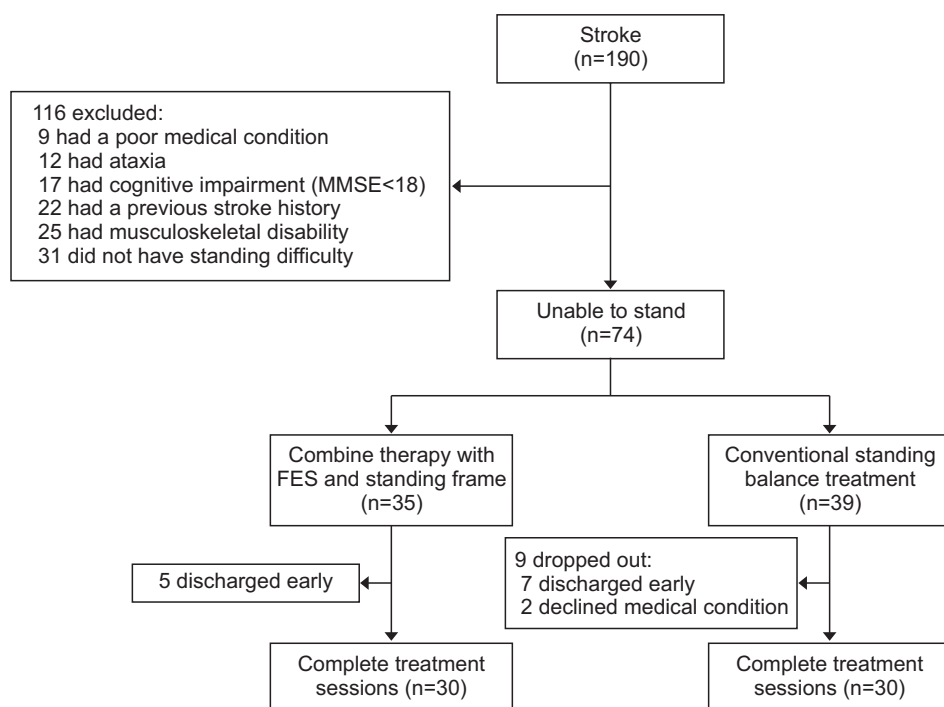 Stroke
(n=190)
116 excluded:
9 had a poor medical condition
12 had ataxia
17 had cognitive impairment (MMSE<18)
22 had a previous stroke history
25 had musculoskeletal disability
31 did not have standing difficulty
Unable to stand
(n=74)
Combine therapy with
FES and standing frame
(n=35)
Conventional standing
balance treatment
(n=39)
5 discharged early
9 dropped out:
7 discharged early
2 declined medical condition
Complete treatment
sessions (n=30)
Complete treatment
sessions (n=30)